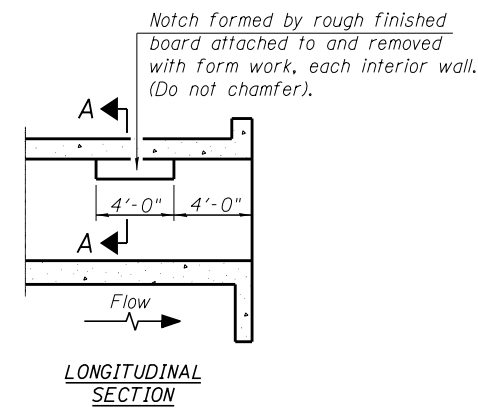 Notch formed by rough finished
board attached to and removed
with form work, each interior wall.
(Do not chamfer).
A
4'-0" 4'-0"
A
Flow
LONGITUDINAL
SECTION